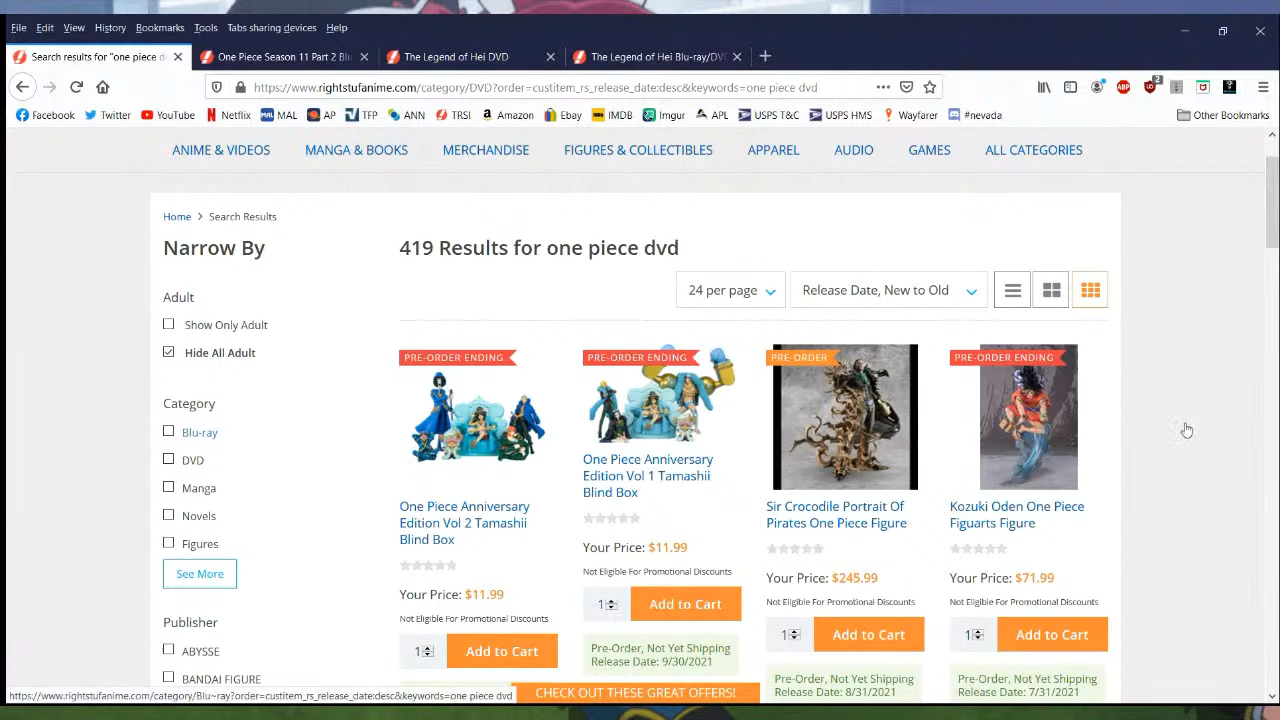 File Edit View History Bookmarks Tools Tabs sharing devices Help
Search results for "one piece d
One Piece Season 11 Part 2 Blu
The Legend of Hei DVD
The Legend of Hei Blu-ray/DV
https://www.rightstufanime.com/category/DVD?order=custitem_rs_release_date:desc&keywords=one piece dvd
2
Facebook Twitter YouTube Netflix MAL MAL AP TFP ANN TRSI Amazon Ebay IMDB Imgur APL USPS T&C USPS HMS Wayfarer #nevada Other Bookmarks
ANIME & VIDEOS MANGA & BOOKS MERCHANDISE FIGURES & COLLECTIBLES APPAREL AUDIO GAMES ALL CATEGORIES
Home > Search Results
Narrow By
Adult
Show Only Adult
Hide All Adult
Category
Blu-ray
DVD
Manga
Novels
Figures
See More
Publisher
ABYSSE
BANDAI FIGURE
419 Results for one piece dvd
24 per page
Release Date, New to Old
PRE-ORDER ENDING
One Piece Anniversary
Edition Vol 2 Tamashii
Blind Box
Your Price: $11.99
Not Eligible For Promotional Discounts
1 Add to Cart
PRE-ORDER ENDING
One Piece Anniversary
Edition Vol 1 Tamashii
Blind Box
Your Price: $11.99
Not Eligible For Promotional Discounts
1 Add to Cart
Pre-Order, Not Yet Shipping
Release Date: 9/30/2021
PRE-ORDER
Sir Crocodile Portrait Of
Pirates One Piece Figure
Your Price: $245.99
Not Eligible For Promotional Discounts
1 Add to Cart
Pre-Order, Not Yet Shipping
Release Date: 8/31/2021
PRE-ORDER ENDING
Kozuki Oden One Piece
Figuarts Figure
Your Price: $71.99
Not Eligible For Promotional Discounts
1 Add to Cart
Pre-Order, Not Yet Shipping
Release Date: 7/31/2021
CHECK OUT THESE GREAT OFFERS!
https://www.rightstufanime.com/category/Blu~ray?order=custitem_rs_release_date:desc&keywords=one piece dvd